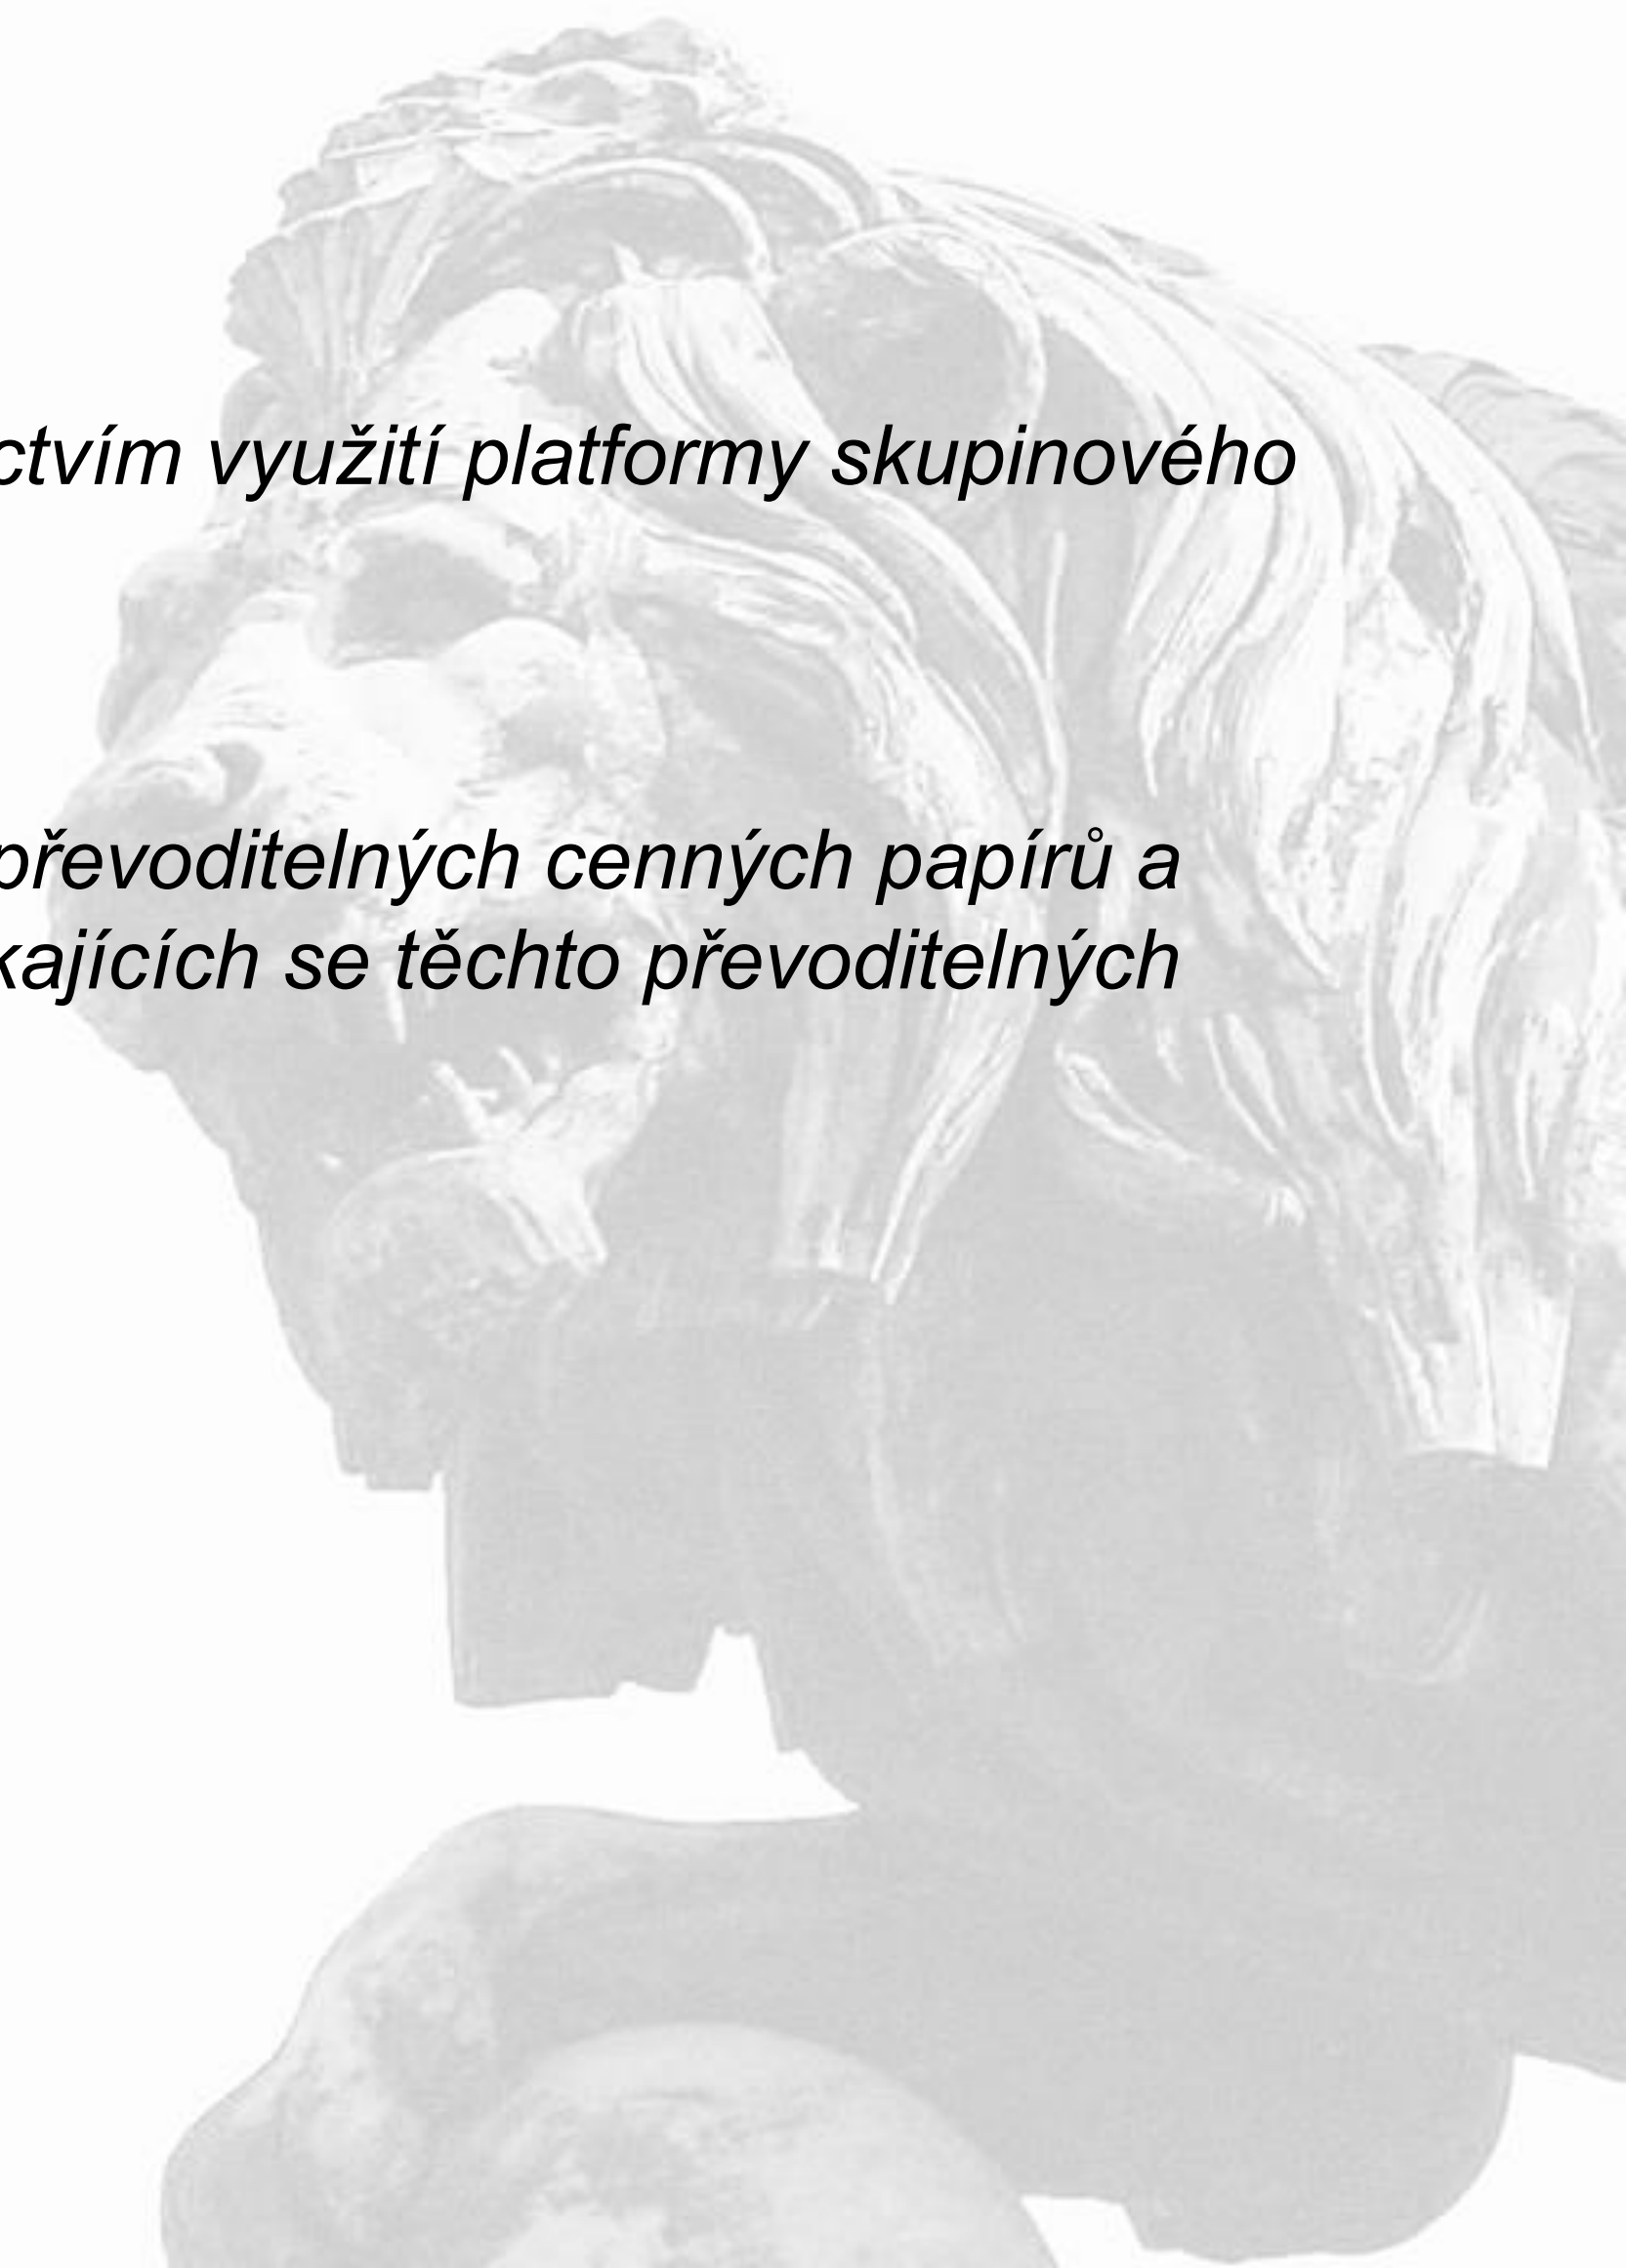 ctvím využití platformy skupinového
převoditelných cenných papírů a
kajících se těchto převoditelných